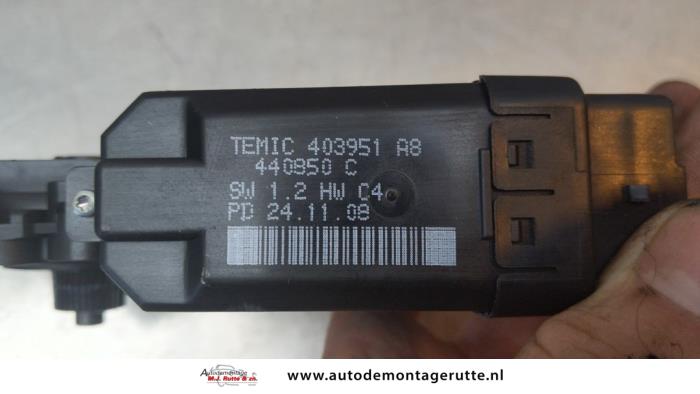 TEMIC 403951 A8
440850 C
SW 1.2 HW C4
PD 24.11.08
Autodemontage
M.J. Rutte & zn.
www.autodemontagerutte.nl